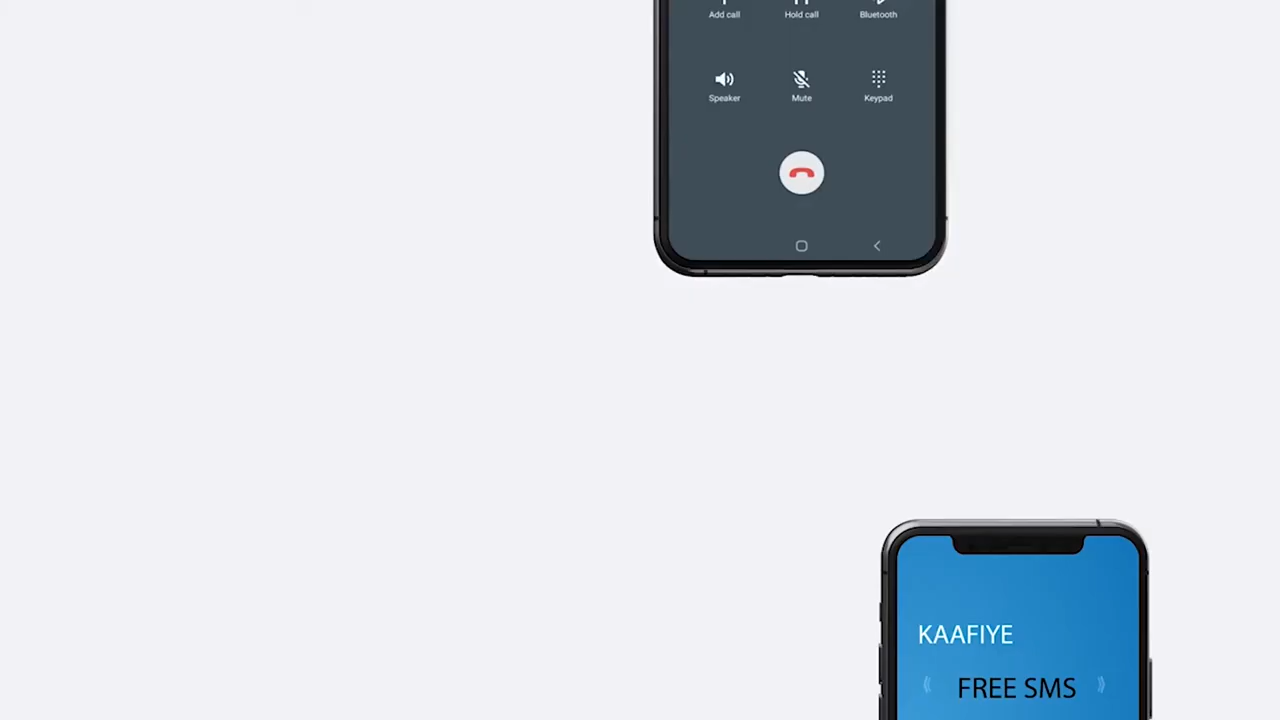 Add call Hold call Bluetooth
Speaker Mute Keypad
KAAFIYE
FREE SMS